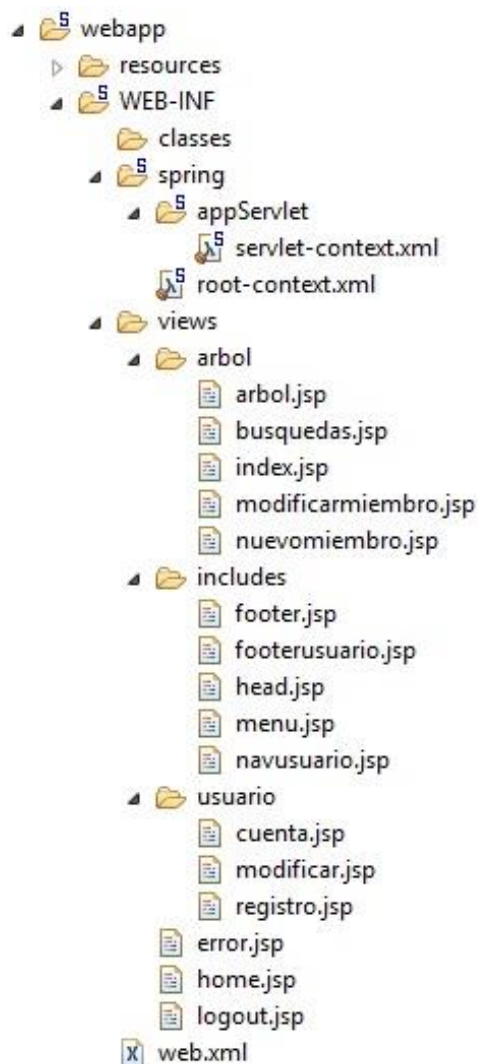 webapp
resources
WEB-INF
classes
spring
appServlet
servlet-context.xml
root-context.xml
views
arbol
arbol.jsp
busquedas.jsp
index.jsp
modificarmiembro.jsp
nuevomiembro.jsp
includes
footer.jsp
footerusuario.jsp
head.jsp
menu.jsp
navusuario.jsp
usuario
cuenta.jsp
modificar.jsp
registro.jsp
error.jsp
home.jsp
logout.jsp
web.xml